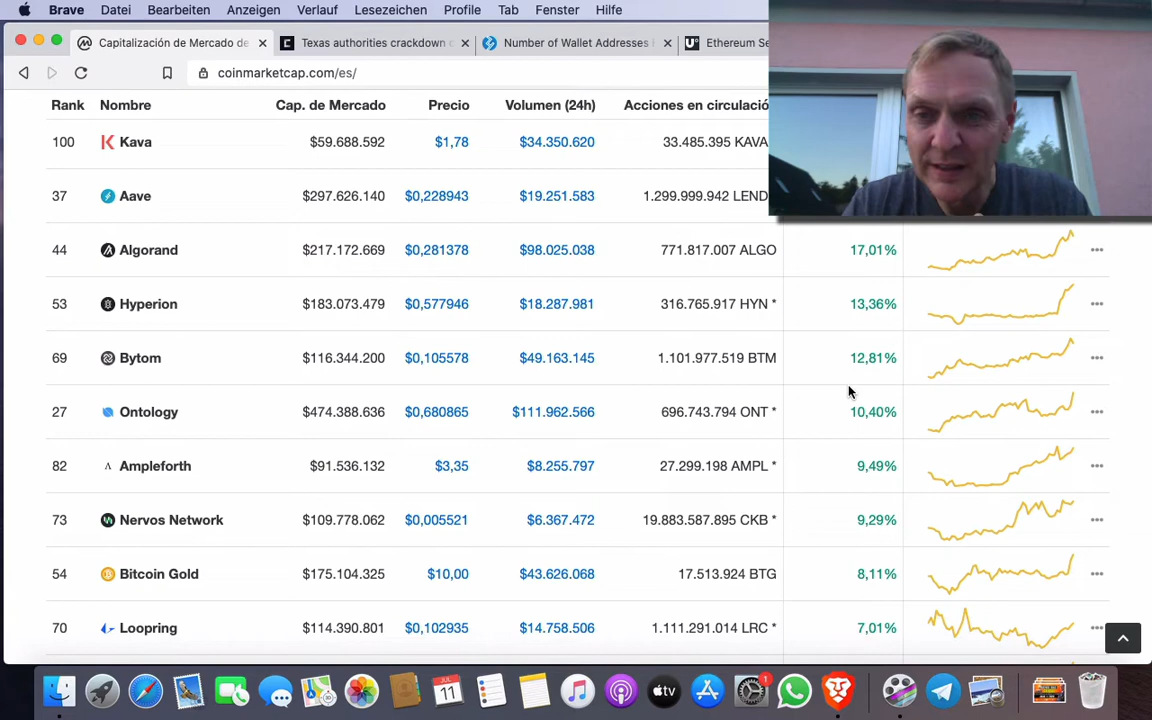 Brave Datei Bearbeiten Anzeigen Verlauf Lesezeichen Profile Tab Fenster Hilfe
Capitalización de Mercado de Texas authorities crackdown Number of Wallet Addresses Ethereum Se
coinmarketcap.com/es/
Rank Nombre Cap. de Mercado Precio Volumen (24h) Acciones en circulació
100 Kava $59.688.592 $1,78 $34.350.620 33.485.395 KAVA
37 Aave $297.626.140 $0,228943 $19.251.583 1.299.999.942 LEND
44 Algorand $217.172.669 $0,281378 $98.025.038 771.817.007 ALGO 17,01%
53 Hyperion $183.073.479 $0,577946 $18.287.981 316.765.917 HYN * 13,36%
69 Bytom $116.344.200 $0,105578 $49.163.145 1.101.977.519 BTM 12,81%
27 Ontology $474.388.636 $0,680865 $111.962.566 696.743.794 ONT * 10,40%
82 Ampleforth $91.536.132 $3,35 $8.255.797 27.299.198 AMPL * 9,49%
73 Nervos Network $109.778.062 $0,005521 $6.367.472 19.883.587.895 CKB * 9,29%
54 Bitcoin Gold $175.104.325 $10,00 $43.626.068 17.513.924 BTG 8,11%
70 Loopring $114.390.801 $0,102935 $14.758.506 1.111.291.014 LRC * 7,01%
JUL
11
tv
1